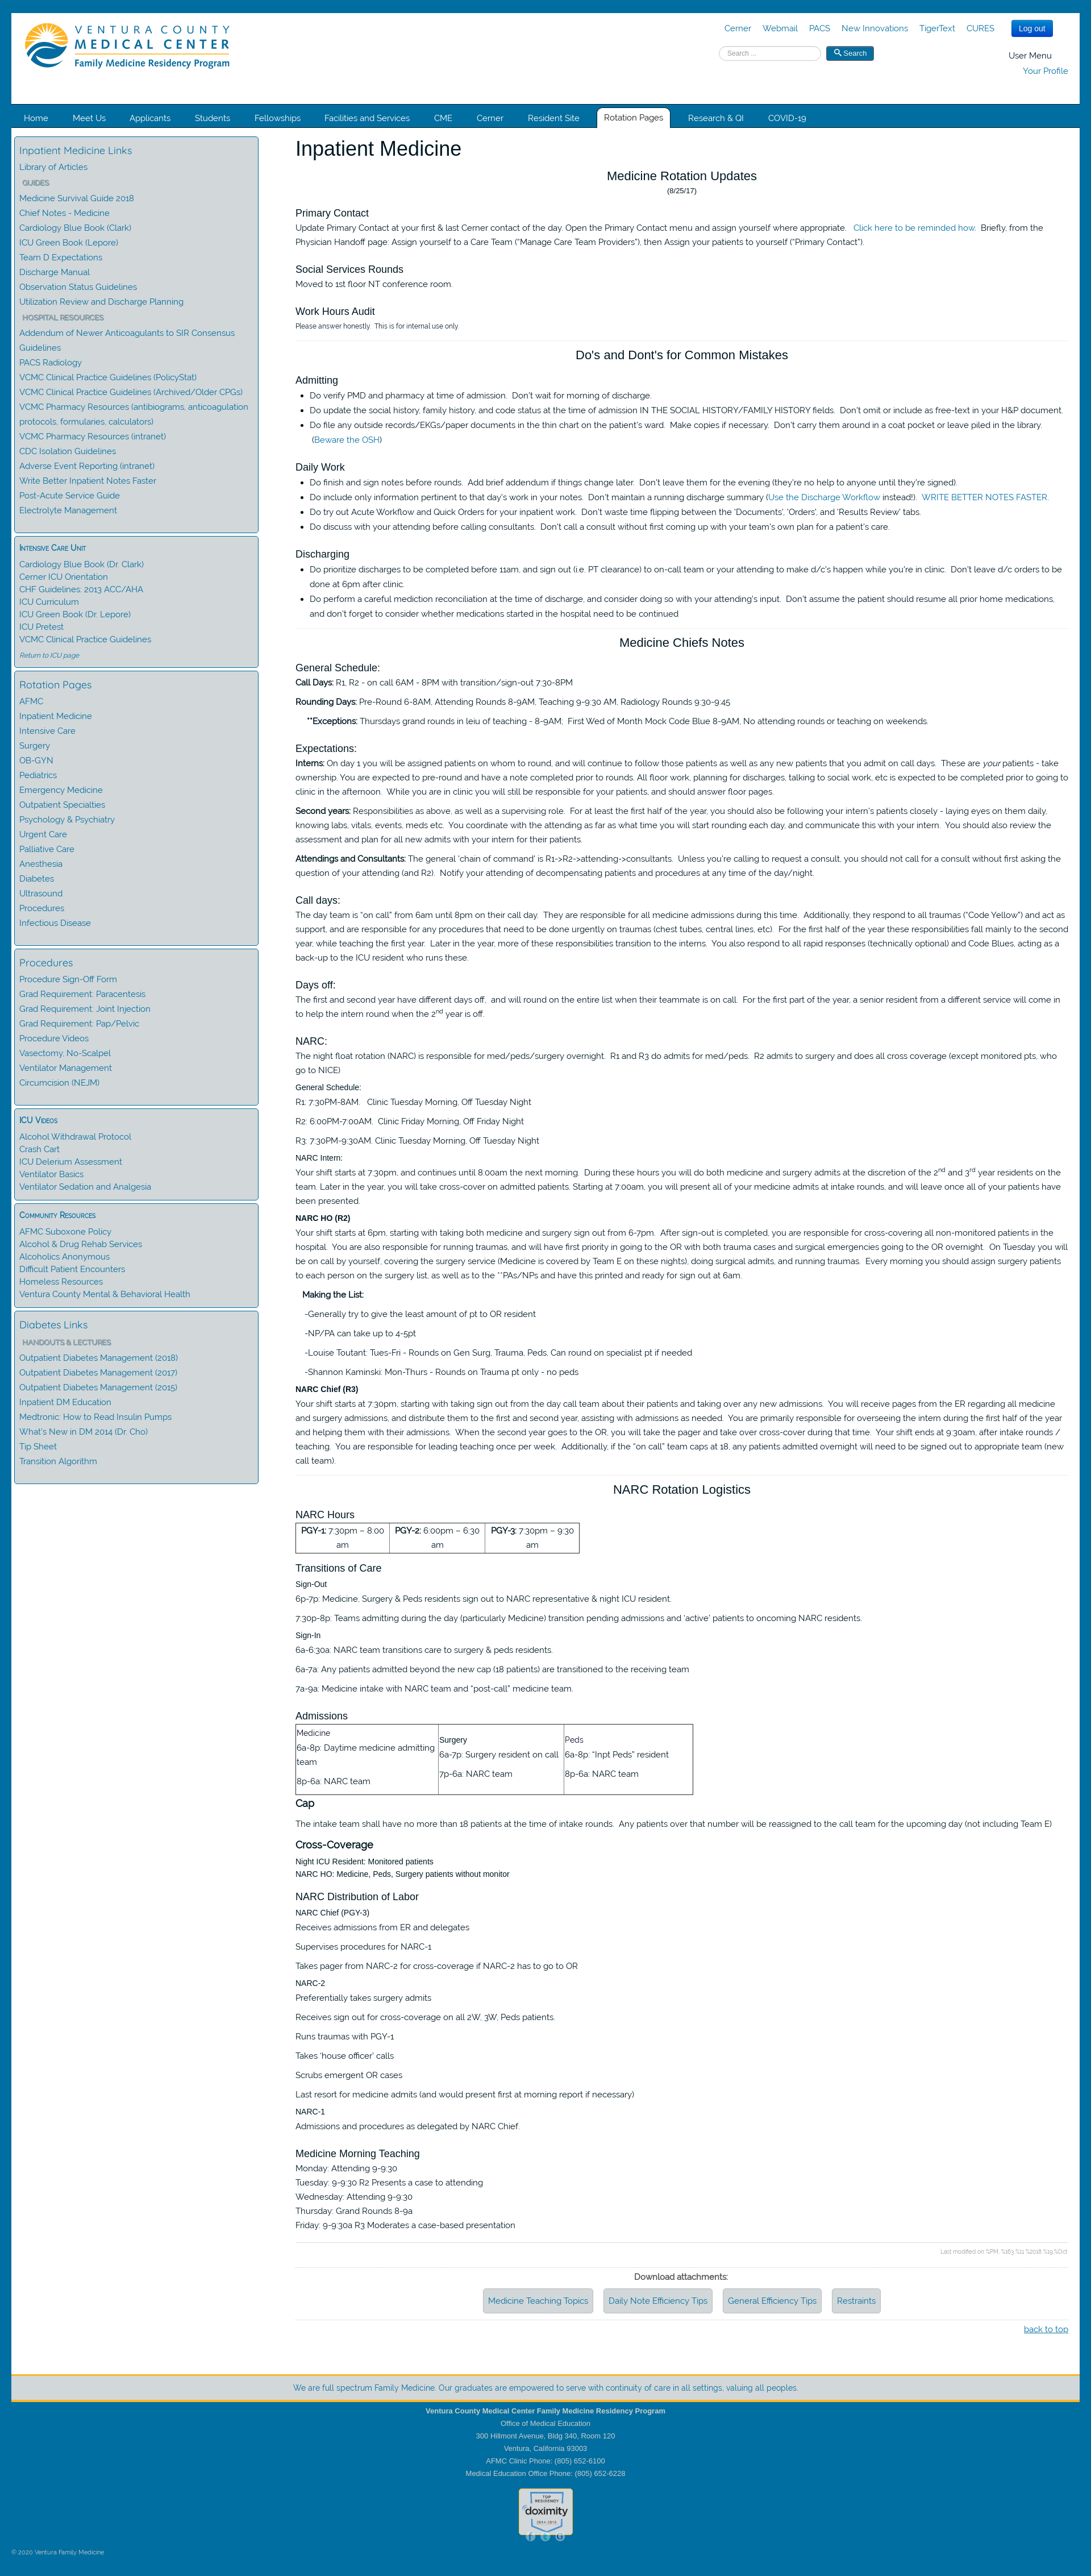 VENTURA COUNTY
MEDICAL CENTER
Family Medicine Residency Program
Cerner Webmail PACS New Innovations TigerText CURES Log out
Search ... Search
User Menu
Your Profile
Home Meet Us Applicants Students Fellowships Facilities and Services CME Cerner Resident Site Rotation Pages Research & QI COVID-19
Inpatient Medicine Links
Library of Articles
GUIDES
Medicine Survival Guide 2018
Chief Notes - Medicine
Cardiology Blue Book (Clark)
ICU Green Book (Lepore)
Team D Expectations
Discharge Manual
Observation Status Guidelines
Utilization Review and Discharge Planning
HOSPITAL RESOURCES
Addendum of Newer Anticoagulants to SIR Consensus
Guidelines
PACS Radiology
VCMC Clinical Practice Guidelines (PolicyStat)
VCMC Clinical Practice Guidelines (Archived/Older CPGs)
VCMC Pharmacy Resources (antibiograms, anticoagulation
protocols, formularies, calculators)
VCMC Pharmacy Resources (intranet)
CDC Isolation Guidelines
Adverse Event Reporting (intranet)
Write Better Inpatient Notes Faster
Post-Acute Service Guide
Electrolyte Management
Intensive Care Unit
Cardiology Blue Book (Dr. Clark)
Cerner ICU Orientation
CHF Guidelines: 2013 ACC/AHA
ICU Curriculum
ICU Green Book (Dr. Lepore)
ICU Pretest
VCMC Clinical Practice Guidelines
Return to ICU page
Rotation Pages
AFMC
Inpatient Medicine
Intensive Care
Surgery
OB-GYN
Pediatrics
Emergency Medicine
Outpatient Specialties
Psychology & Psychiatry
Urgent Care
Palliative Care
Anesthesia
Diabetes
Ultrasound
Procedures
Infectious Disease
Procedures
Procedure Sign-Off Form
Grad Requirement: Paracentesis
Grad Requirement: Joint Injection
Grad Requirement: Pap/Pelvic
Procedure Videos
Vasectomy, No-Scalpel
Ventilator Management
Circumcision (NEJM)
ICU Videos
Alcohol Withdrawal Protocol
Crash Cart
ICU Delerium Assessment
Ventilator Basics
Ventilator Sedation and Analgesia
Community Resources
AFMC Suboxone Policy
Alcohol & Drug Rehab Services
Alcoholics Anonymous
Difficult Patient Encounters
Homeless Resources
Ventura County Mental & Behavioral Health
Diabetes Links
HANDOUTS & LECTURES
Outpatient Diabetes Management (2018)
Outpatient Diabetes Management (2017)
Outpatient Diabetes Management (2015)
Inpatient DM Education
Medtronic: How to Read Insulin Pumps
What's New in DM 2014 (Dr. Cho)
Tip Sheet
Transition Algorithm
Inpatient Medicine
Medicine Rotation Updates
(8/25/17)
Primary Contact
Update Primary Contact at your first & last Cerner contact of the day. Open the Primary Contact menu and assign yourself where appropriate. Click here to be reminded how. Briefly, from the
Physician Handoff page: Assign yourself to a Care Team ("Manage Care Team Providers"), then Assign your patients to yourself ("Primary Contact").
Social Services Rounds
Moved to 1st floor NT conference room.
Work Hours Audit
Please answer honestly. This is for internal use only.
Do's and Dont's for Common Mistakes
Admitting
• Do verify PMD and pharmacy at time of admission. Don't wait for morning of discharge.
• Do update the social history, family history, and code status at the time of admission IN THE SOCIAL HISTORY/FAMILY HISTORY fields. Don't omit or include as free-text in your H&P document.
• Do file any outside records/EKGs/paper documents in the thin chart on the patient's ward. Make copies if necessary. Don't carry them around in a coat pocket or leave piled in the library.
(Beware the OSH)
Daily Work
• Do finish and sign notes before rounds. Add brief addendum if things change later. Don't leave them for the evening (they're no help to anyone until they're signed).
• Do include only information pertinent to that day's work in your notes. Don't maintain a running discharge summary (Use the Discharge Workflow instead!). WRITE BETTER NOTES FASTER.
• Do try out Acute Workflow and Quick Orders for your inpatient work. Don't waste time flipping between the 'Documents', 'Orders', and 'Results Review' tabs.
• Do discuss with your attending before calling consultants. Don't call a consult without first coming up with your team's own plan for a patient's care.
Discharging
• Do prioritize discharges to be completed before 11am, and sign out (i.e. PT clearance) to on-call team or your attending to make d/c's happen while you're in clinic. Don't leave d/c orders to be
done at 6pm after clinic.
• Do perform a careful mediction reconciliation at the time of discharge, and consider doing so with your attending's input. Don't assume the patient should resume all prior home medications,
and don't forget to consider whether medications started in the hospital need to be continued
Medicine Chiefs Notes
General Schedule:
Call Days: R1, R2 - on call 6AM - 8PM with transition/sign-out 7:30-8PM
Rounding Days: Pre-Round 6-8AM, Attending Rounds 8-9AM, Teaching 9-9:30 AM, Radiology Rounds 9:30-9:45
**Exceptions: Thursdays grand rounds in leiu of teaching - 8-9AM; First Wed of Month Mock Code Blue 8-9AM, No attending rounds or teaching on weekends.
Expectations:
Interns: On day 1 you will be assigned patients on whom to round, and will continue to follow those patients as well as any new patients that you admit on call days. These are your patients - take
ownership. You are expected to pre-round and have a note completed prior to rounds. All floor work, planning for discharges, talking to social work, etc is expected to be completed prior to going to
clinic in the afternoon. While you are in clinic you will still be responsible for your patients, and should answer floor pages.
Second years: Responsibilities as above, as well as a supervising role. For at least the first half of the year, you should also be following your intern's patients closely - laying eyes on them daily,
knowing labs, vitals, events, meds etc. You coordinate with the attending as far as what time you will start rounding each day, and communicate this with your intern. You should also review the
assessment and plan for all new admits with your intern for their patients.
Attendings and Consultants: The general 'chain of command' is R1->R2->attending->consultants. Unless you're calling to request a consult, you should not call for a consult without first asking the
question of your attending (and R2). Notify your attending of decompensating patients and procedures at any time of the day/night.
Call days:
The day team is "on call" from 6am until 8pm on their call day. They are responsible for all medicine admissions during this time. Additionally, they respond to all traumas ("Code Yellow") and act as
support, and are responsible for any procedures that need to be done urgently on traumas (chest tubes, central lines, etc). For the first half of the year these responsibilities fall mainly to the second
year, while teaching the first year. Later in the year, more of these responsibilities transition to the interns. You also respond to all rapid responses (technically optional) and Code Blues, acting as a
back-up to the ICU resident who runs these.
Days off:
The first and second year have different days off, and will round on the entire list when their teammate is on call. For the first part of the year, a senior resident from a different service will come in
to help the intern round when the 2nd year is off.
NARC:
The night float rotation (NARC) is responsible for med/peds/surgery overnight. R1 and R3 do admits for med/peds. R2 admits to surgery and does all cross coverage (except monitored pts, who
go to NICE)
General Schedule:
R1: 7:30PM-8AM. Clinic Tuesday Morning, Off Tuesday Night
R2: 6:00PM-7:00AM. Clinic Friday Morning, Off Friday Night
R3: 7:30PM-9:30AM. Clinic Tuesday Morning, Off Tuesday Night
NARC Intern:
Your shift starts at 7:30pm, and continues until 8:00am the next morning. During these hours you will do both medicine and surgery admits at the discretion of the 2nd and 3rd year residents on the
team. Later in the year, you will take cross-cover on admitted patients. Starting at 7:00am, you will present all of your medicine admits at intake rounds, and will leave once all of your patients have
been presented.
NARC HO (R2)
Your shift starts at 6pm, starting with taking both medicine and surgery sign out from 6-7pm. After sign-out is completed, you are responsible for cross-covering all non-monitored patients in the
hospital. You are also responsible for running traumas, and will have first priority in going to the OR with both trauma cases and surgical emergencies going to the OR overnight. On Tuesday you will
be on call by yourself, covering the surgery service (Medicine is covered by Team E on these nights), doing surgical admits, and running traumas. Every morning you should assign surgery patients
to each person on the surgery list, as well as to the **PAs/NPs and have this printed and ready for sign out at 6am.
Making the List:
-Generally try to give the least amount of pt to OR resident
-NP/PA can take up to 4-5pt
-Louise Toutant: Tues-Fri - Rounds on Gen Surg, Trauma, Peds, Can round on specialist pt if needed
-Shannon Kaminski: Mon-Thurs - Rounds on Trauma pt only - no peds
NARC Chief (R3)
Your shift starts at 7:30pm, starting with taking sign out from the day call team about their patients and taking over any new admissions. You will receive pages from the ER regarding all medicine
and surgery admissions, and distribute them to the first and second year, assisting with admissions as needed. You are primarily responsible for overseeing the intern during the first half of the year
and helping them with their admissions. When the second year goes to the OR, you will take the pager and take over cross-cover during that time. Your shift ends at 9:30am, after intake rounds /
teaching. You are responsible for leading teaching once per week. Additionally, if the "on call" team caps at 18, any patients admitted overnight will need to be signed out to appropriate team (new
call team).
NARC Rotation Logistics
NARC Hours
PGY-1: 7:30pm – 8:00 PGY-2: 6:00pm – 6:30 PGY-3: 7:30pm – 9:30
am am am
Transitions of Care
Sign-Out
6p-7p: Medicine, Surgery & Peds residents sign out to NARC representative & night ICU resident.
7:30p-8p: Teams admitting during the day (particularly Medicine) transition pending admissions and 'active' patients to oncoming NARC residents.
Sign-In
6a-6:30a: NARC team transitions care to surgery & peds residents.
6a-7a: Any patients admitted beyond the new cap (18 patients) are transitioned to the receiving team
7a-9a: Medicine intake with NARC team and "post-call" medicine team.
Admissions
Medicine
6a-8p: Daytime medicine admitting
team
8p-6a: NARC team
Surgery
6a-7p: Surgery resident on call
7p-6a: NARC team
Peds
6a-8p: "Inpt Peds" resident
8p-6a: NARC team
Cap
The intake team shall have no more than 18 patients at the time of intake rounds. Any patients over that number will be reassigned to the call team for the upcoming day (not including Team E)
Cross-Coverage
Night ICU Resident: Monitored patients
NARC HO: Medicine, Peds, Surgery patients without monitor
NARC Distribution of Labor
NARC Chief (PGY-3)
Receives admissions from ER and delegates
Supervises procedures for NARC-1
Takes pager from NARC-2 for cross-coverage if NARC-2 has to go to OR
NARC-2
Preferentially takes surgery admits
Receives sign out for cross-coverage on all 2W, 3W, Peds patients.
Runs traumas with PGY-1
Takes 'house officer' calls
Scrubs emergent OR cases
Last resort for medicine admits (and would present first at morning report if necessary)
NARC-1
Admissions and procedures as delegated by NARC Chief.
Medicine Morning Teaching
Monday: Attending 9-9:30
Tuesday: 9-9:30 R2 Presents a case to attending
Wednesday: Attending 9-9:30
Thursday: Grand Rounds 8-9a
Friday: 9-9:30a R3 Moderates a case-based presentation
Last modified on %PM, %163 %11 %2018 %19:%Oct
Download attachments:
Medicine Teaching Topics Daily Note Efficiency Tips General Efficiency Tips Restraints
back to top
We are full spectrum Family Medicine. Our graduates are empowered to serve with continuity of care in all settings, valuing all peoples.
Ventura County Medical Center Family Medicine Residency Program
Office of Medical Education
300 Hillmont Avenue, Bldg 340, Room 120
Ventura, California 93003
AFMC Clinic Phone: (805) 652-6100
Medical Education Office Phone: (805) 652-6228
TOP
RESIDENCY
doximity
© 2020 Ventura Family Medicine